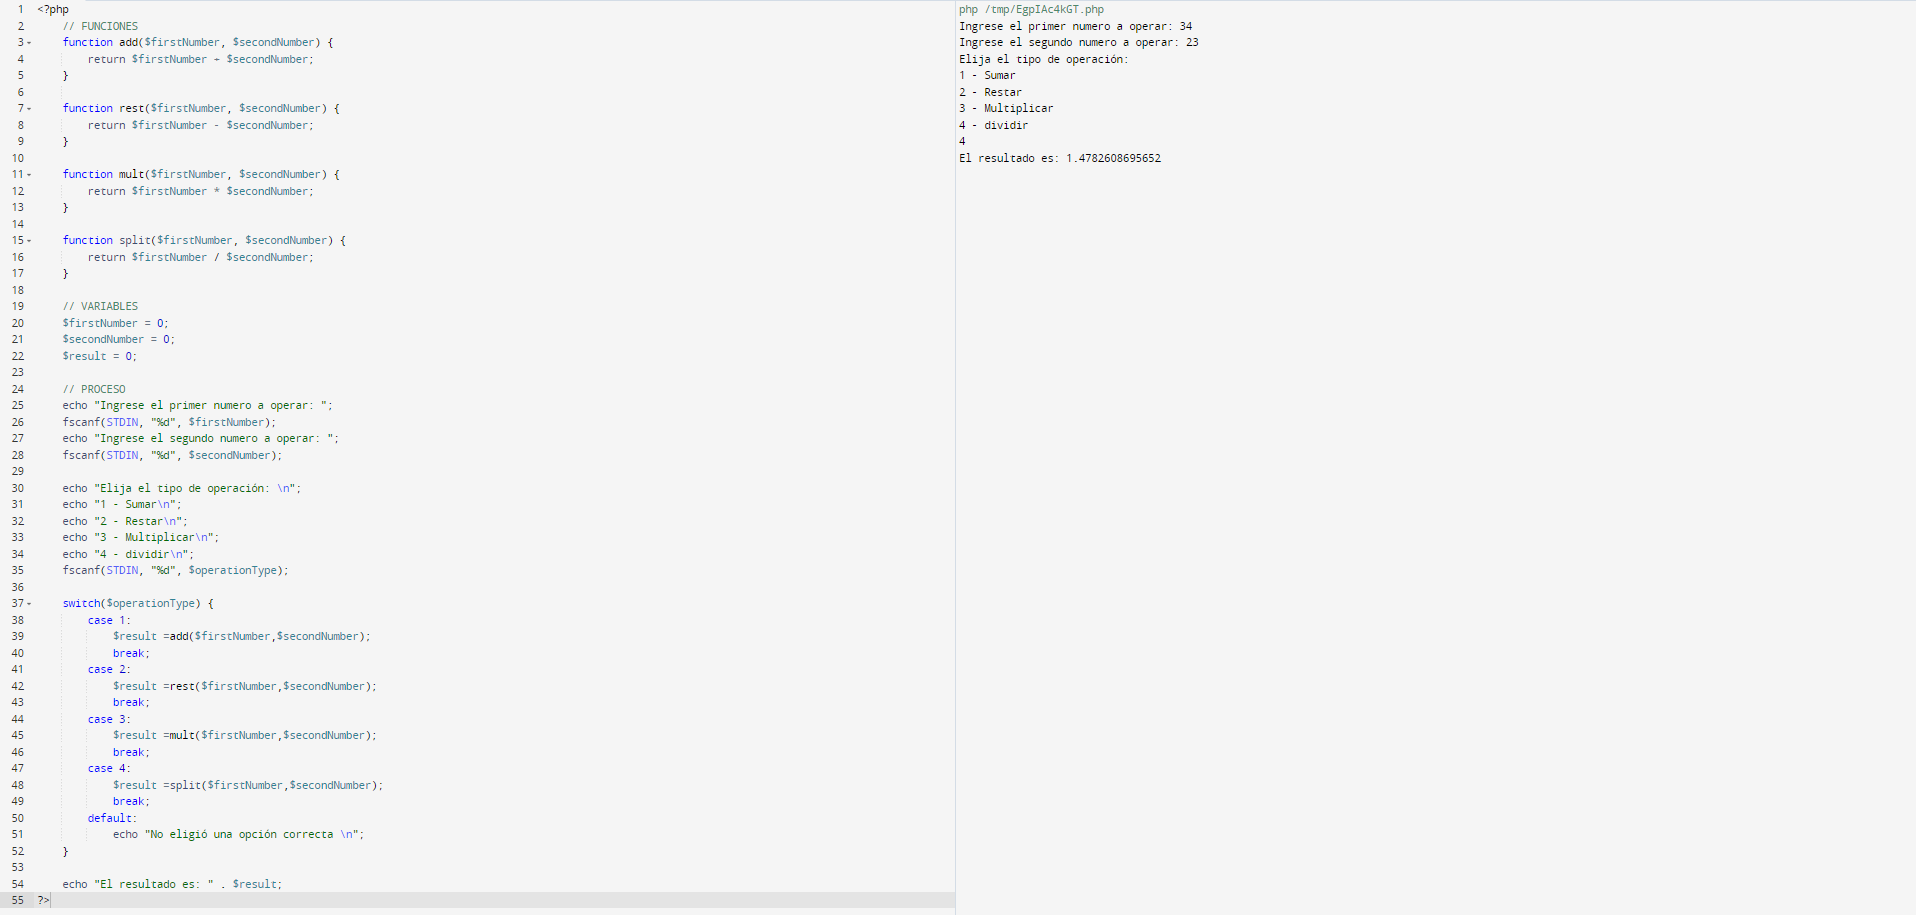 1 <?php
2 // FUNCIONES
3 function add($firstNumber, $secondNumber) {
4 return $firstNumber + $secondNumber;
5 }
6
7 function rest($firstNumber, $secondNumber) {
8 return $firstNumber - $secondNumber;
9 }
10
11 function mult($firstNumber, $secondNumber) {
12 return $firstNumber * $secondNumber;
13 }
14
15 function split($firstNumber, $secondNumber) {
16 return $firstNumber / $secondNumber;
17 }
18
19 // VARIABLES
20 $firstNumber = 0;
21 $secondNumber = 0;
22 $result = 0;
23
24 // PROCESO
25 echo "Ingrese el primer numero a operar: ";
26 fscanf(STDIN, "%d", $firstNumber);
27 echo "Ingrese el segundo numero a operar: ";
28 fscanf(STDIN, "%d", $secondNumber);
29
30 echo "Elija el tipo de operación: \n";
31 echo "1 - Sumar\n";
32 echo "2 - Restar\n";
33 echo "3 - Multiplicar\n";
34 echo "4 - dividir\n";
35 fscanf(STDIN, "%d", $operationType);
36
37 switch($operationType) {
38 case 1:
39 $result =add($firstNumber,$secondNumber);
40 break;
41 case 2:
42 $result =rest($firstNumber,$secondNumber);
43 break;
44 case 3:
45 $result =mult($firstNumber,$secondNumber);
46 break;
47 case 4:
48 $result =split($firstNumber,$secondNumber);
49 break;
50 default:
51 echo "No eligió una opción correcta \n";
52 }
53
54 echo "El resultado es: " . $result;
55 ?>
php /tmp/EgpIAc4kGT.php
Ingrese el primer numero a operar: 34
Ingrese el segundo numero a operar: 23
Elija el tipo de operación:
1 - Sumar
2 - Restar
3 - Multiplicar
4 - dividir
4
El resultado es: 1.4782608695652